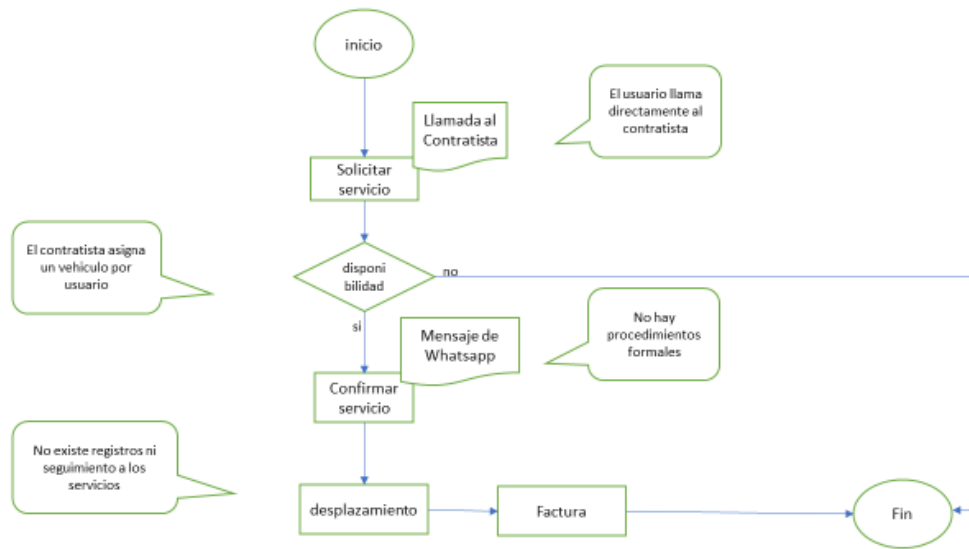 inicio
El usuario llama
directamente al
contratista
Llamada al
Contratista
Solicitar
servicio
El contratista asigna
un vehiculo por
usuario
disponi
bilidad
no
si
No hay
procedimientos
formales
Mensaje de
Whatsapp
Confirmar
servicio
No existe registros ni
seguimiento a los
servicios
desplazamiento
Factura
Fin